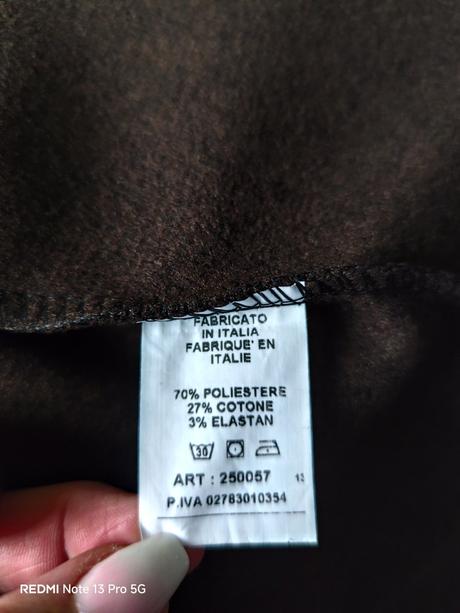 FABRICATO
IN ITALIA
FABRIQUE' EN
ITALIE
70% POLIESTERE
27% COTONE
3% ELASTAN
30
ART : 250057
P.IVA 02783010354
REDMI Note 13 Pro 5G